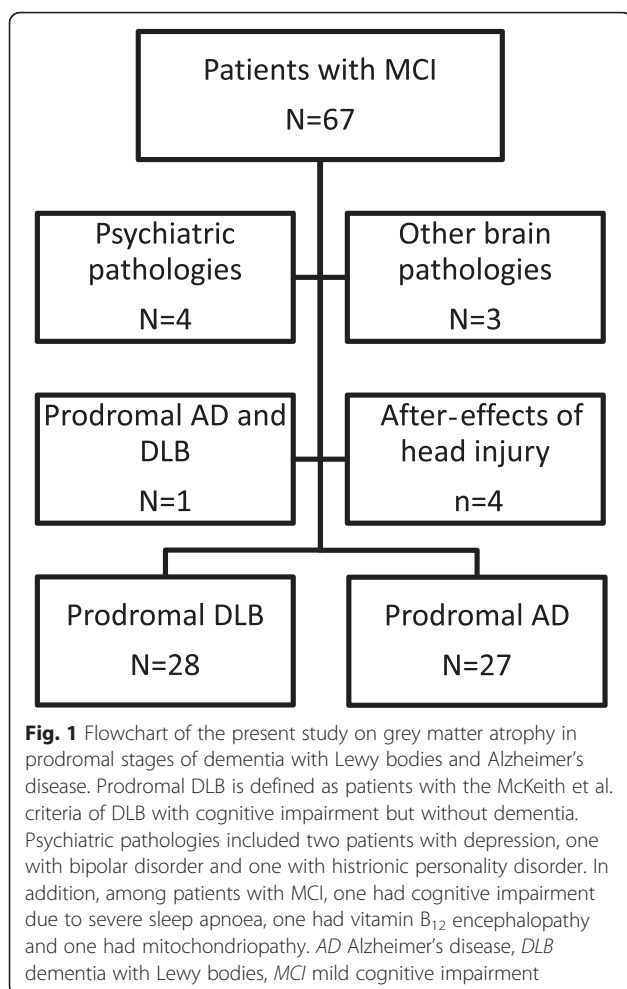 Patients with MCI
N=67
Psychiatric
pathologies
N=4
Other brain
pathologies
N=3
Prodromal AD and
DLB
N=1
After-effects of
head injury
n=4
Prodromal DLB
N=28
Prodromal AD
N=27
Fig. 1 Flowchart of the present study on grey matter atrophy in
prodromal stages of dementia with Lewy bodies and Alzheimer's
disease. Prodromal DLB is defined as patients with the McKeith et al.
criteria of DLB with cognitive impairment but without dementia.
Psychiatric pathologies included two patients with depression, one
with bipolar disorder and one with histrionic personality disorder. In
addition, among patients with MCI, one had cognitive impairment
due to severe sleep apnoea, one had vitamin B₁₂ encephalopathy
and one had mitochondriopathy. AD Alzheimer's disease, DLB
dementia with Lewy bodies, MCI mild cognitive impairment